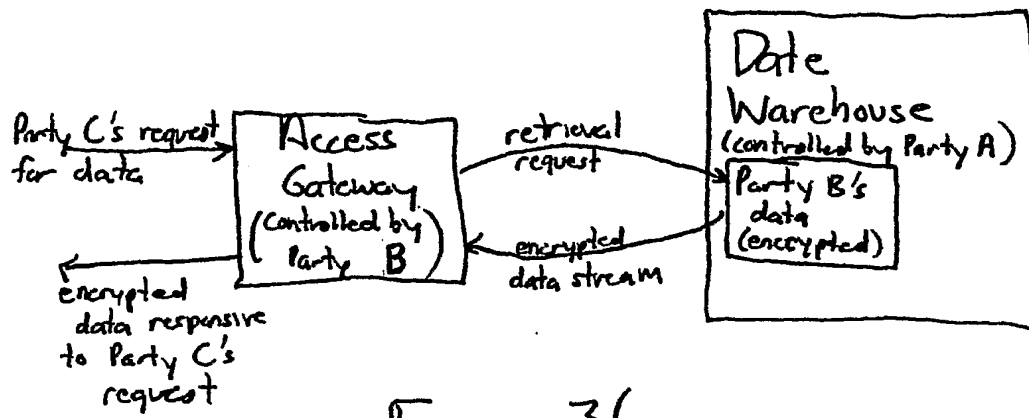 Party C's request
for data
Access
Gateway
(controlled by
Party B)
encrypted
data responsive
to Party C's
request
retrieval
request
encrypted
data stream
Date
Warehouse
(controlled by Party A)
Party B's
data
(encrypted)